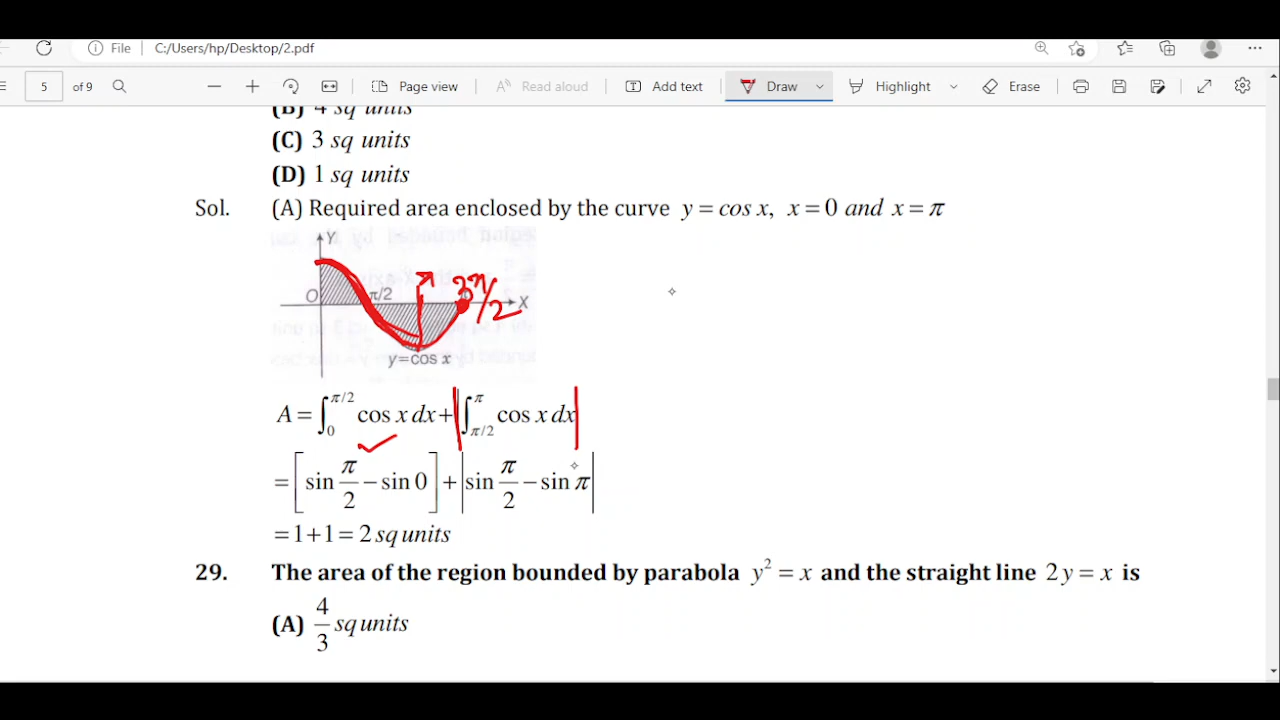 File C:/Users/hp/Desktop/2.pdf
5 of 9 Page view Read aloud Add text Draw Highlight Erase
(B) 4 sq units
(C) 3 sq units
(D) 1 sq units
Sol. (A) Required area enclosed by the curve y = cos x, x = 0 and x = π
Y
O π/2 π 3π/2 X
y=cos x
A = ∫₀^{π/2} cos x dx + |∫_{π/2}^{π} cos x dx|
= [sin π/2 − sin 0] + |sin π/2 − sin π|
= 1+1 = 2 sq units
29. The area of the region bounded by parabola y² = x and the straight line 2y = x is
(A) 4/3 sq units